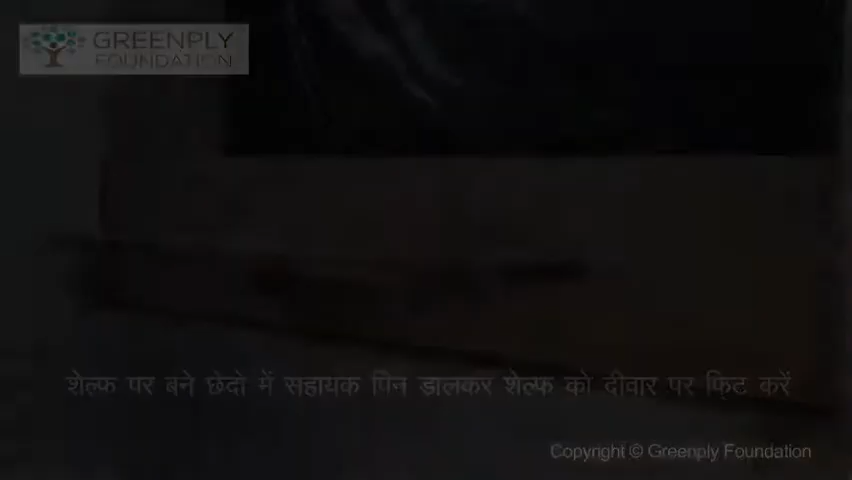 GREENPLY
FOUNDATION
शेल्फ पर बने छेदो में सहायक पिन डालकर शेल्फ को दीवार पर फि़ट करें
Copyright © Greenply Foundation